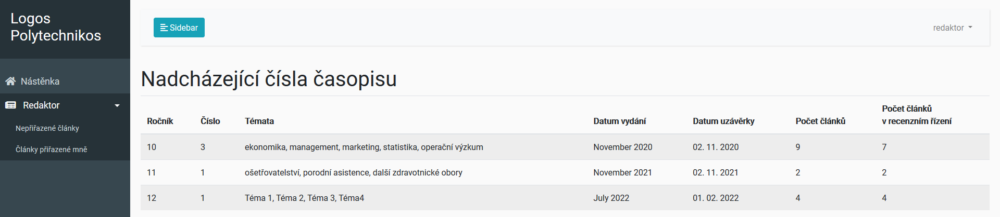 Logos
Polytechnikos
Sidebar
redaktor
Nástěnka
Redaktor
Nepřiřazené články
Články přiřazené mně
Nadcházející čísla časopisu
Ročník Číslo Témata Datum vydání Datum uzávěrky Počet článků Počet článků
v recenzním řízení
10 3 ekonomika, management, marketing, statistika, operační výzkum November 2020 02. 11. 2020 9 7
11 1 ošetřovatelství, porodní asistence, další zdravotnické obory November 2021 02. 11. 2021 2 2
12 1 Téma 1, Téma 2, Téma 3, Téma4 July 2022 01. 02. 2022 4 4